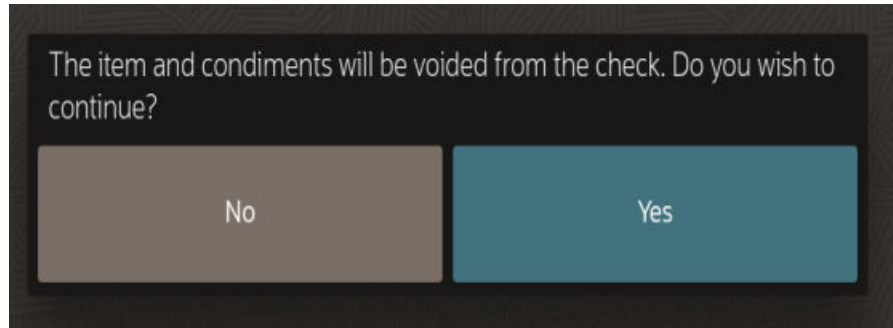 The item and condiments will be voided from the check. Do you wish to
continue?
No
Yes